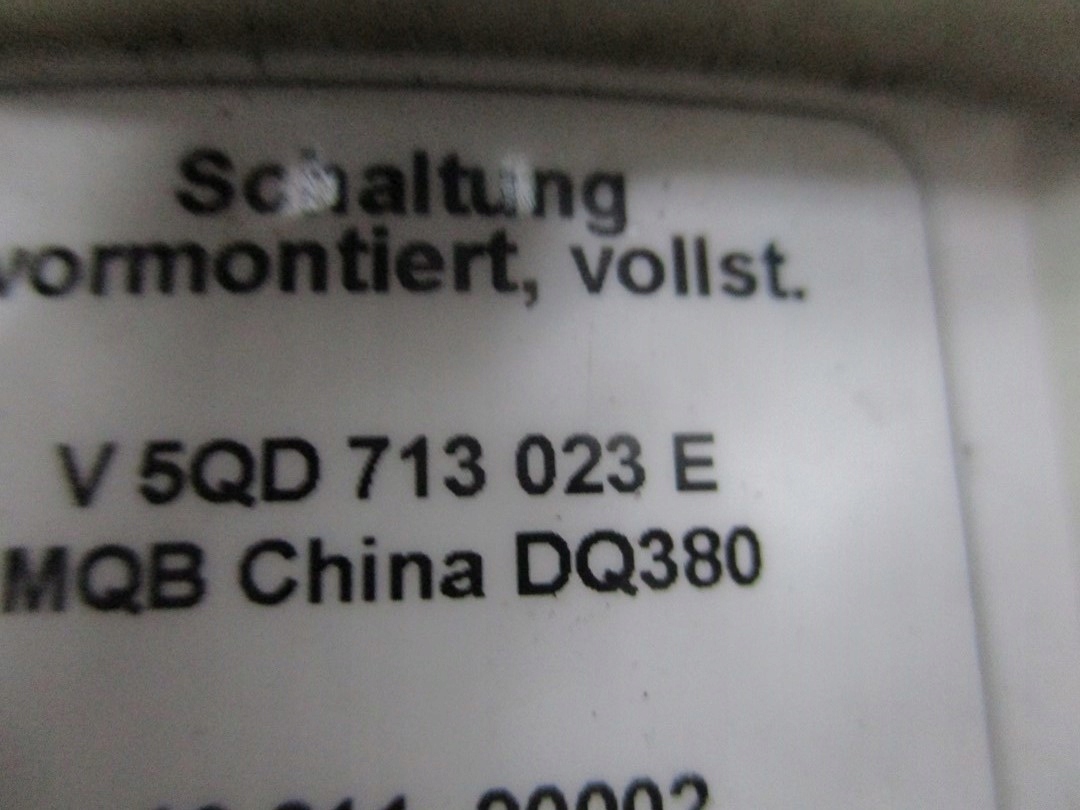 Schaltung
vormontiert, vollst.
V 5QD 713 023 E
MQB China DQ380